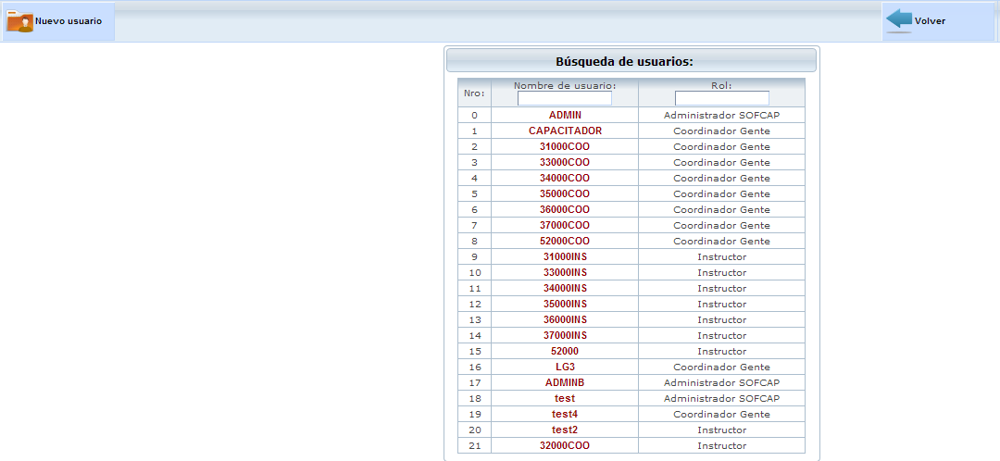 Nuevo usuario Volver
Búsqueda de usuarios:
Nro: Nombre de usuario: Rol:
0 ADMIN Administrador SOFCAP
1 CAPACITADOR Coordinador Gente
2 31000COO Coordinador Gente
3 33000COO Coordinador Gente
4 34000COO Coordinador Gente
5 35000COO Coordinador Gente
6 36000COO Coordinador Gente
7 37000COO Coordinador Gente
8 52000COO Coordinador Gente
9 31000INS Instructor
10 33000INS Instructor
11 34000INS Instructor
12 35000INS Instructor
13 36000INS Instructor
14 37000INS Instructor
15 52000 Instructor
16 LG3 Coordinador Gente
17 ADMINB Administrador SOFCAP
18 test Administrador SOFCAP
19 test4 Coordinador Gente
20 test2 Instructor
21 32000COO Instructor